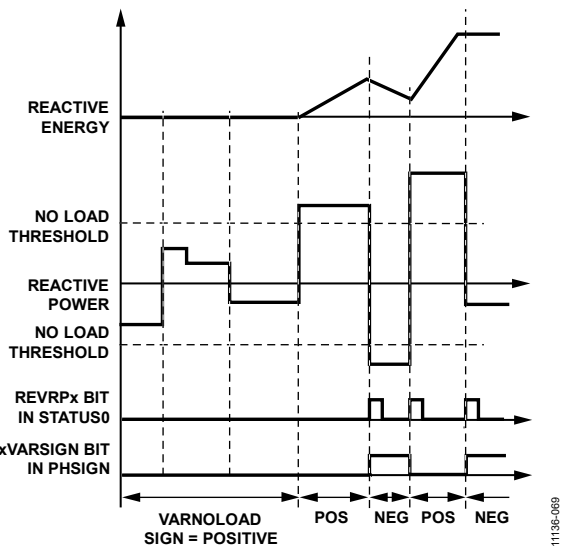 REACTIVE
ENERGY
NO LOAD
THRESHOLD
REACTIVE
POWER
NO LOAD
THRESHOLD
REVRPx BIT
IN STATUS0
xVARSIGN BIT
IN PHSIGN
VARNOLOAD
SIGN = POSITIVE
POS
NEG
POS
NEG
11136-069